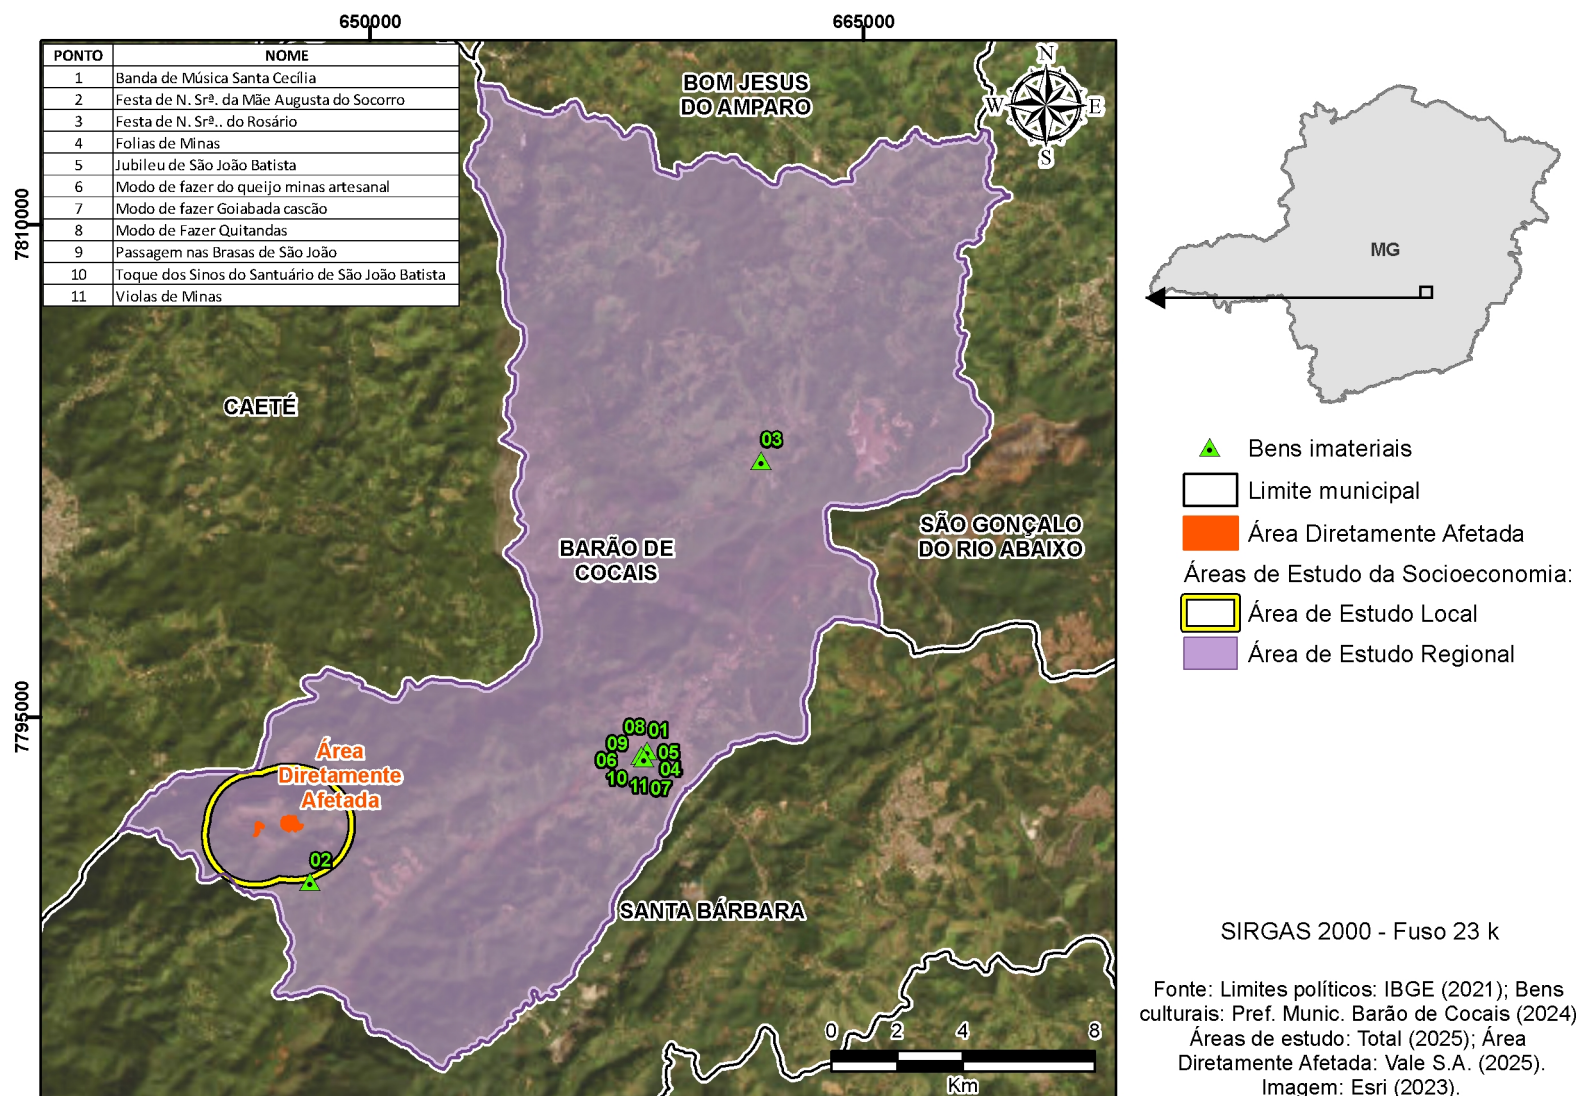 650000
665000
PONTO NOME
1 Banda de Música Santa Cecília
2 Festa de N. Srª. da Mãe Augusta do Socorro
3 Festa de N. Srª.. do Rosário
4 Folias de Minas
5 Jubileu de São João Batista
6 Modo de fazer do queijo minas artesanal
7 Modo de fazer Goiabada cascão
8 Modo de Fazer Quitandas
9 Passagem nas Brasas de São João
10 Toque dos Sinos do Santuário de São João Batista
11 Violas de Minas
BOM JESUS
DO AMPARO
N
W E
S
7810000
MG
CAETÉ
03
Bens imateriais
Limite municipal
SÃO GONÇALO
DO RIO ABAIXO
Área Diretamente Afetada
BARÃO DE
COCAIS
Áreas de Estudo da Socioeconomia:
Área de Estudo Local
Área de Estudo Regional
7795000
08 01
09 05
06 04
10 11 07
Área
Diretamente
Afetada
02
SANTA BÁRBARA
SIRGAS 2000 - Fuso 23 k
Fonte: Limites políticos: IBGE (2021); Bens
culturais: Pref. Munic. Barão de Cocais (2024)
Áreas de estudo: Total (2025); Área
Diretamente Afetada: Vale S.A. (2025).
Imagem: Esri (2023).
0 2 4 8
Km